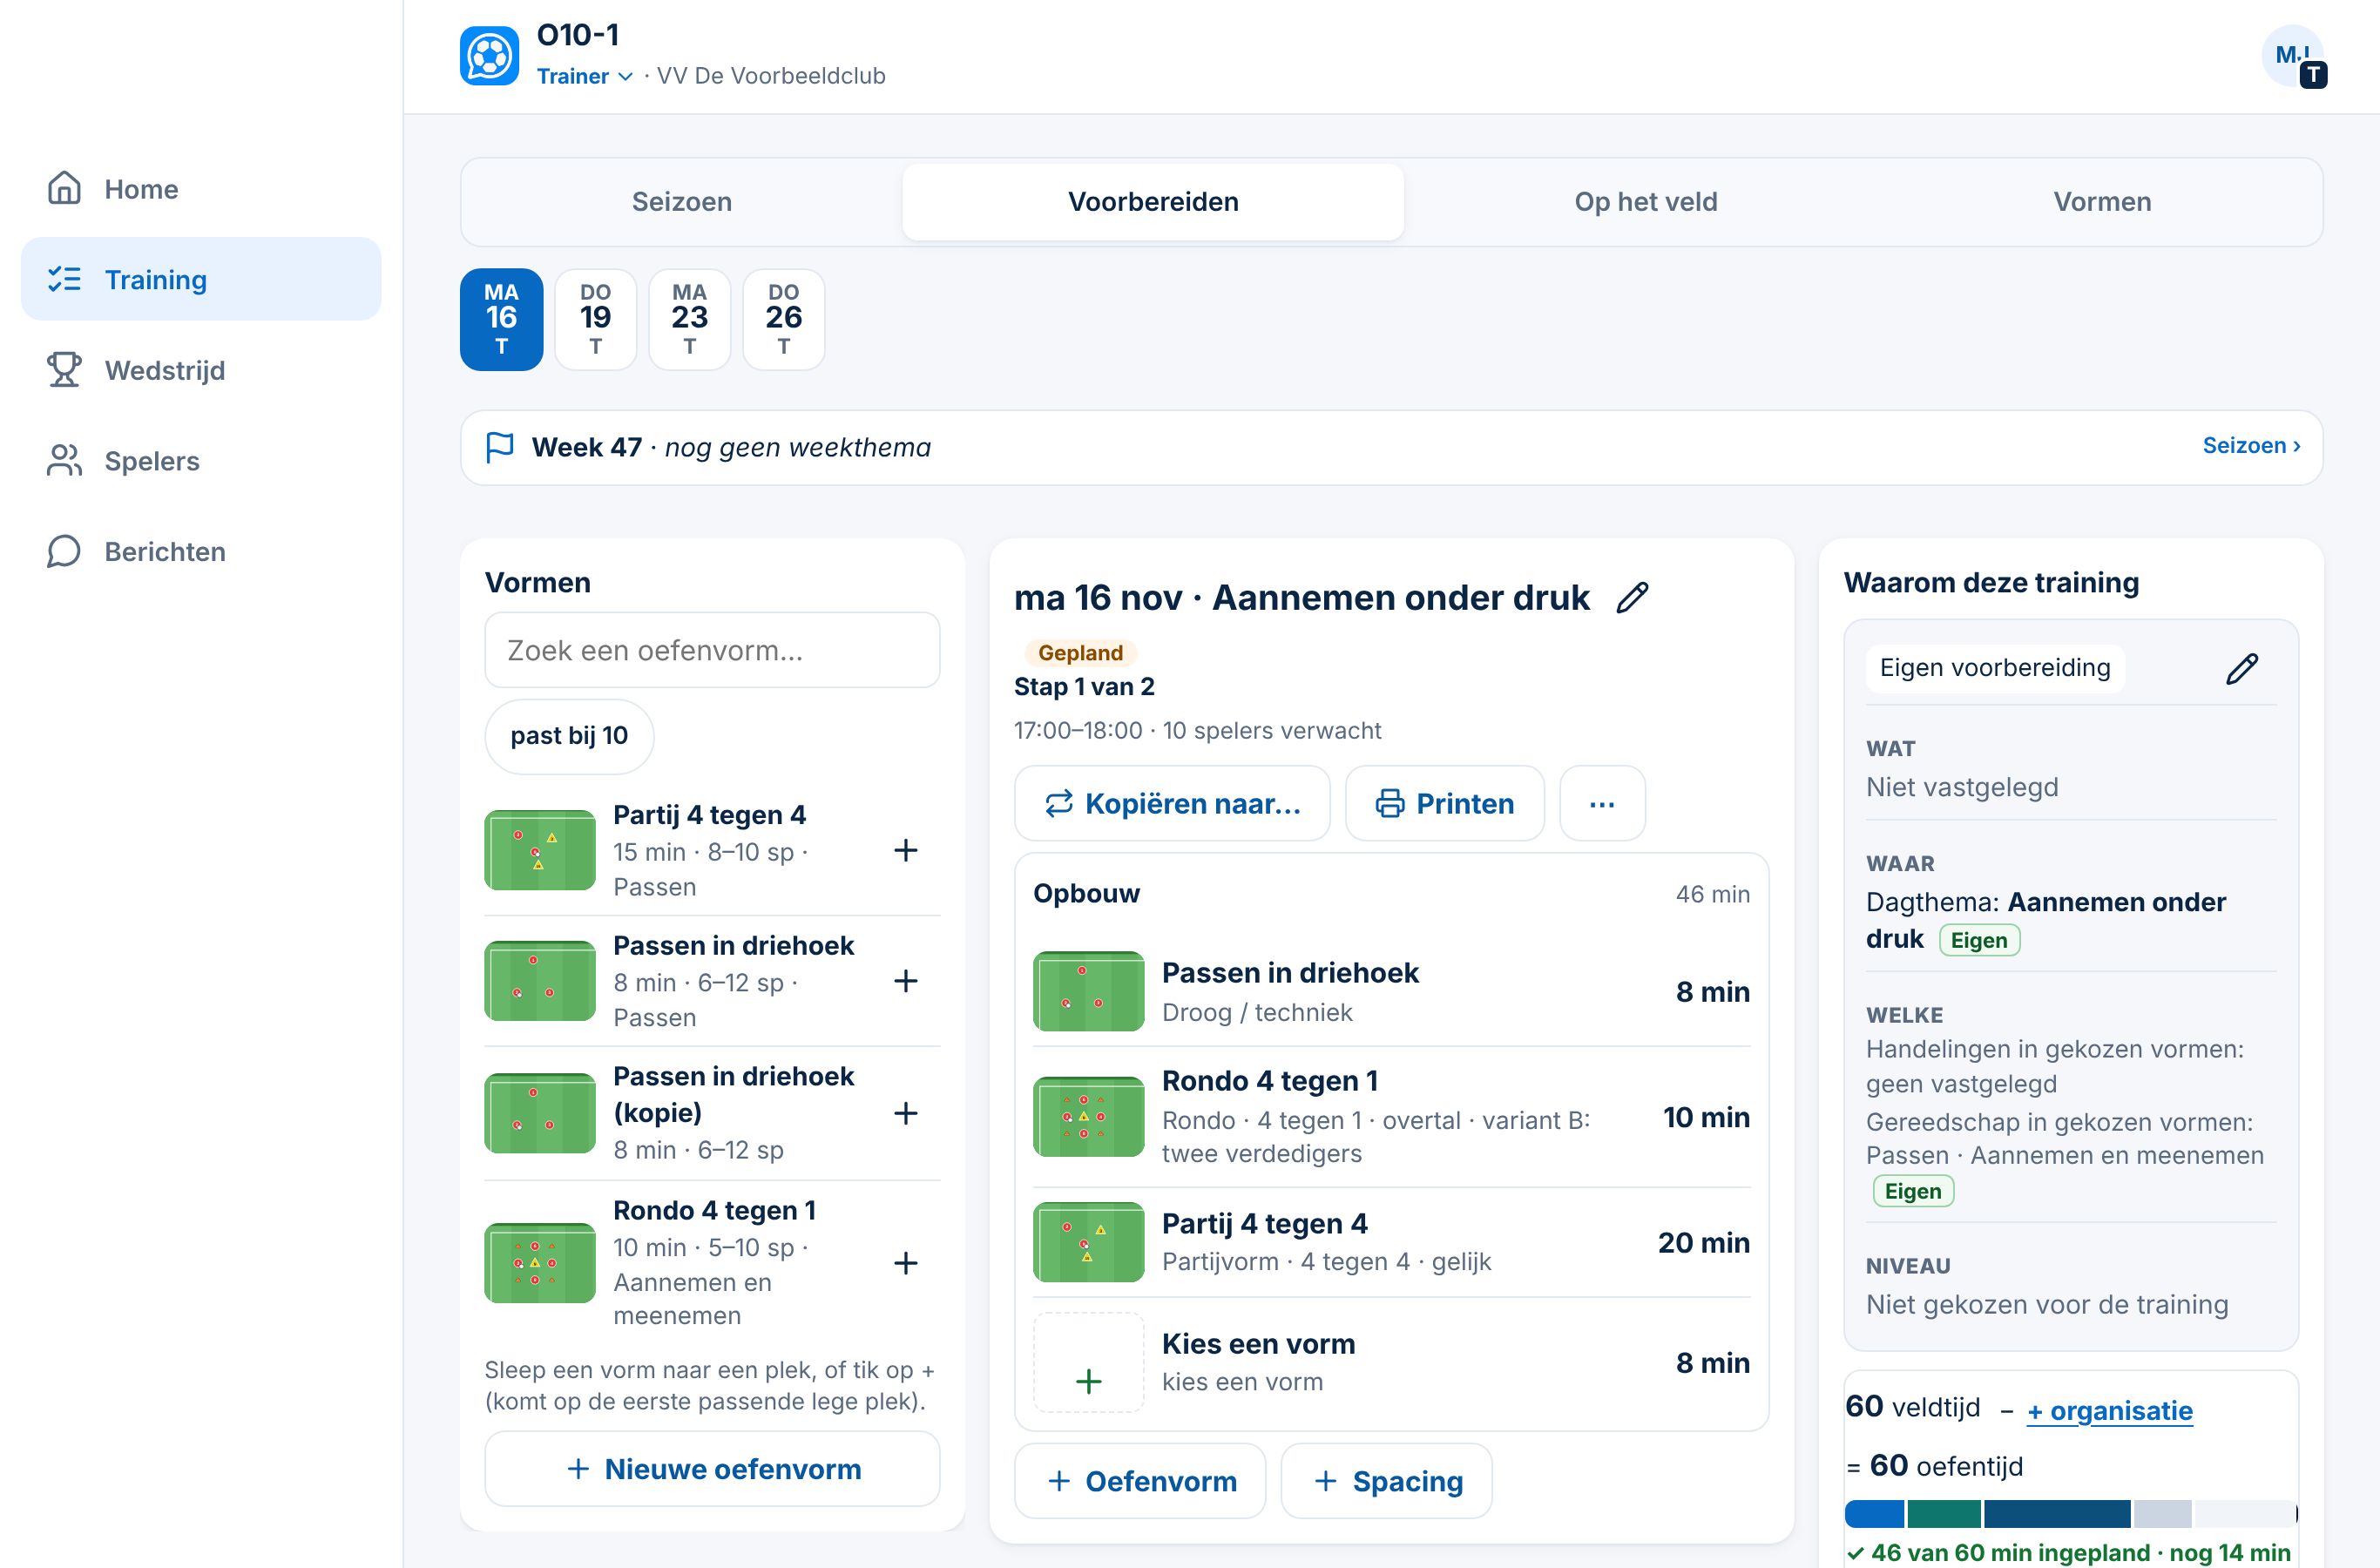 O10-1
Trainer · VV De Voorbeeldclub
T
Home
Training
Wedstrijd
Spelers
Berichten
Seizoen
Voorbereiden
Op het veld
Vormen
MA
16
T
DO
19
T
MA
23
T
DO
26
T
Week 47 · nog geen weekthema
Seizoen ›
Vormen
Zoek een oefenvorm...
past bij 10
Partij 4 tegen 4
15 min · 8–10 sp ·
Passen
+
Passen in driehoek
8 min · 6–12 sp ·
Passen
+
Passen in driehoek
(kopie)
8 min · 6–12 sp
+
Rondo 4 tegen 1
10 min · 5–10 sp ·
Aannemen en
meenemen
+
Sleep een vorm naar een plek, of tik op +
(komt op de eerste passende lege plek).
+ Nieuwe oefenvorm
ma 16 nov · Aannemen onder druk
Gepland
Stap 1 van 2
17:00–18:00 · 10 spelers verwacht
Kopiëren naar...
Printen
...
Opbouw
46 min
Passen in driehoek
Droog / techniek
8 min
Rondo 4 tegen 1
Rondo · 4 tegen 1 · overtal · variant B:
twee verdedigers
10 min
Partij 4 tegen 4
Partijvorm · 4 tegen 4 · gelijk
20 min
+
Kies een vorm
kies een vorm
8 min
+ Oefenvorm
+ Spacing
Waarom deze training
Eigen voorbereiding
WAT
Niet vastgelegd
WAAR
Dagthema: Aannemen onder
druk Eigen
WELKE
Handelingen in gekozen vormen:
geen vastgelegd
Gereedschap in gekozen vormen:
Passen · Aannemen en meenemen
Eigen
NIVEAU
Niet gekozen voor de training
60 veldtijd – + organisatie
= 60 oefentijd
✓ 46 van 60 min ingepland · nog 14 min